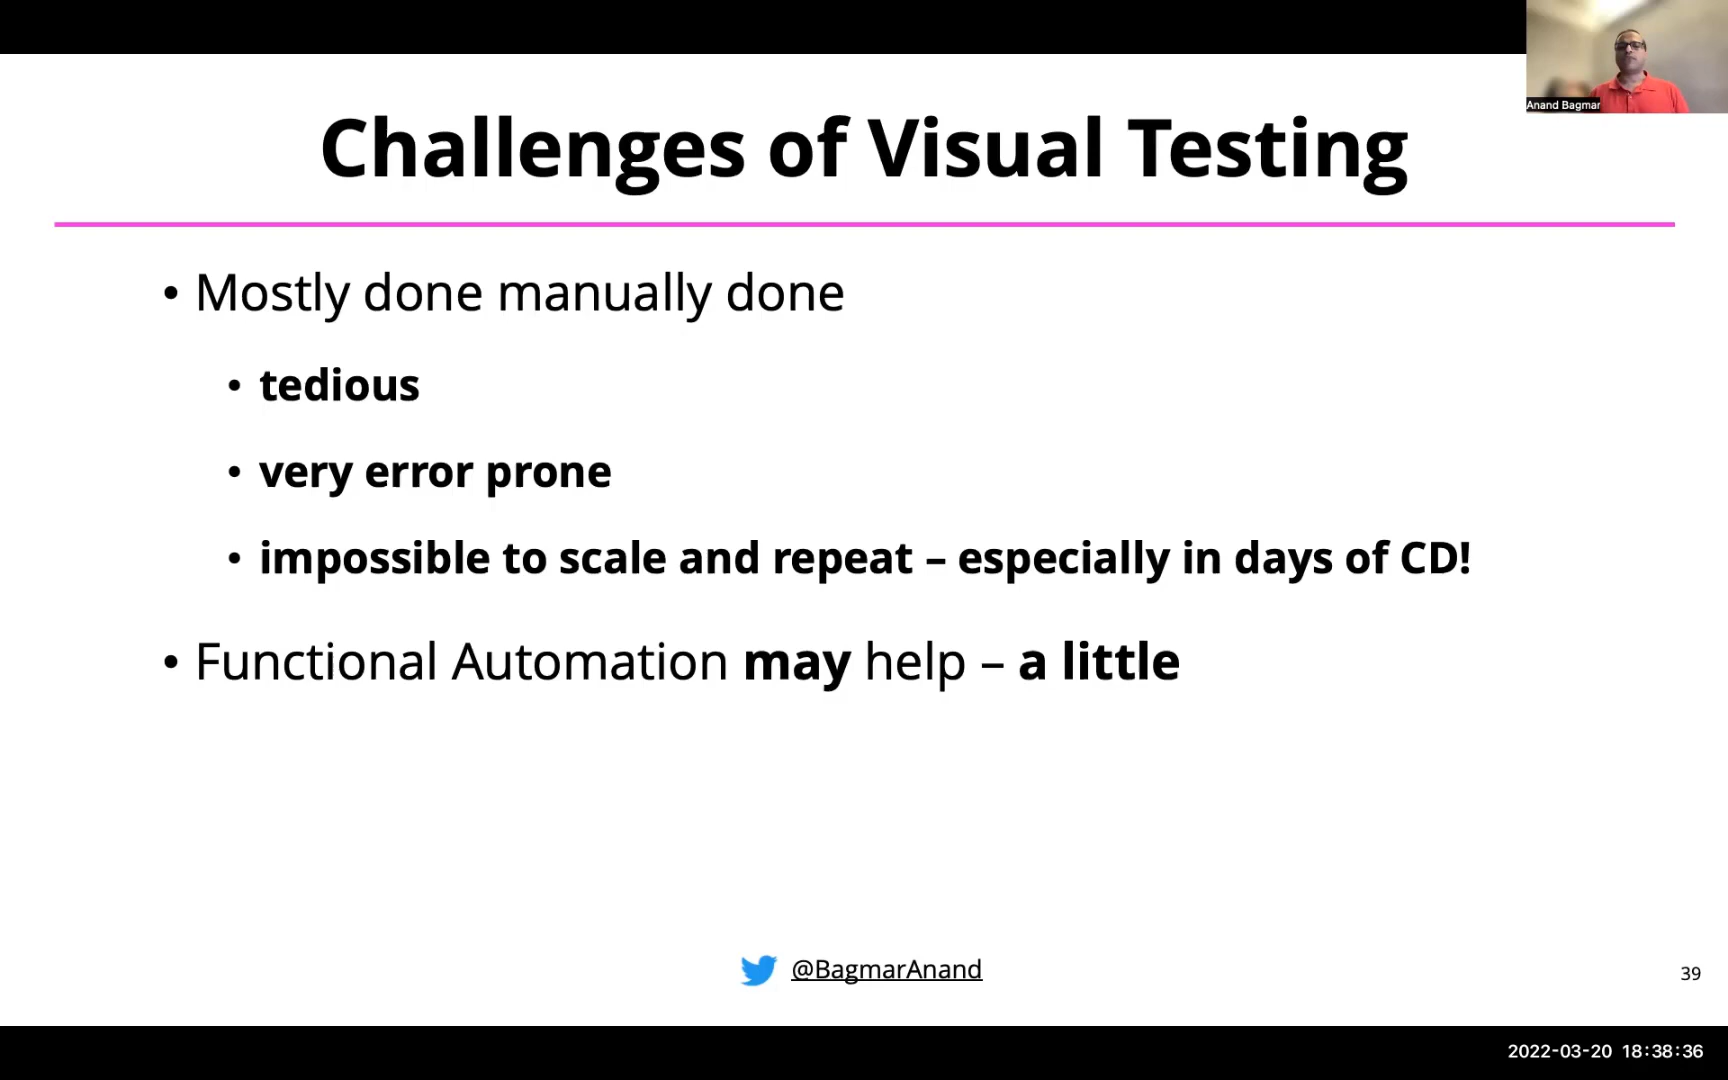 Anand Bagmar
Challenges of Visual Testing
• Mostly done manually done
• tedious
• very error prone
• impossible to scale and repeat – especially in days of CD!
• Functional Automation may help – a little
@BagmarAnand
39
2022-03-20 18:38:36